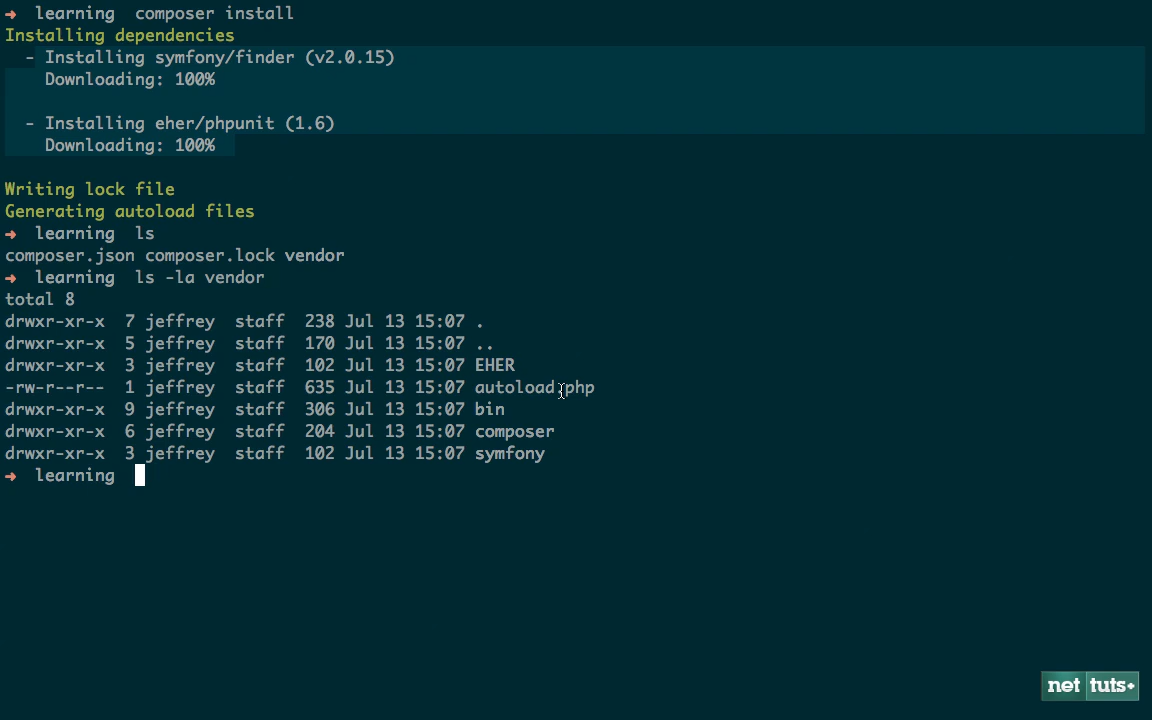 ➜  learning  composer install
Installing dependencies
  - Installing symfony/finder (v2.0.15)
    Downloading: 100%
  - Installing eher/phpunit (1.6)
    Downloading: 100%
Writing lock file
Generating autoload files
➜  learning  ls
composer.json composer.lock vendor
➜  learning  ls -la vendor
total 8
drwxr-xr-x  7 jeffrey  staff  238 Jul 13 15:07 .
drwxr-xr-x  5 jeffrey  staff  170 Jul 13 15:07 ..
drwxr-xr-x  3 jeffrey  staff  102 Jul 13 15:07 EHER
-rw-r--r--  1 jeffrey  staff  635 Jul 13 15:07 autoload.php
drwxr-xr-x  9 jeffrey  staff  306 Jul 13 15:07 bin
drwxr-xr-x  6 jeffrey  staff  204 Jul 13 15:07 composer
drwxr-xr-x  3 jeffrey  staff  102 Jul 13 15:07 symfony
➜  learning
net tuts+